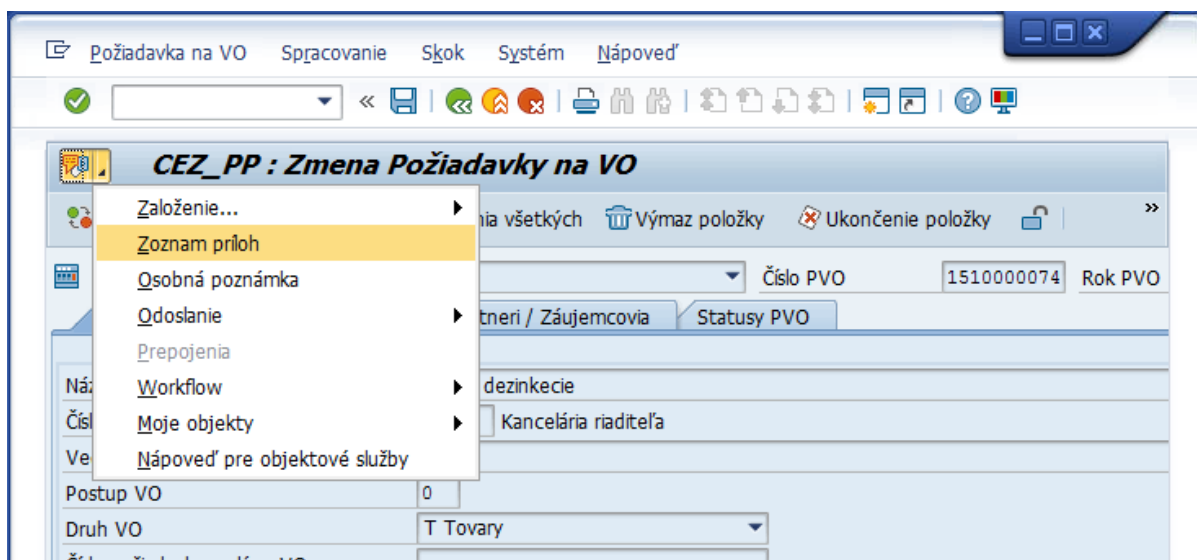 Požiadavka na VO Spracovanie Skok Systém Nápoveď
CEZ_PP : Zmena Požiadavky na VO
Založenie...
všetkých Výmaz položky Ukončenie položky
Zoznam príloh
Osobná poznámka
Číslo PVO 1510000074 Rok PVO
Odoslanie
/ Záujemcovia Statusy PVO
Prepojenia
Workflow
dezinkecie
Moje objekty
Kancelária riaditeľa
Nápoveď pre objektové služby
Postup VO 0
Druh VO T Tovary